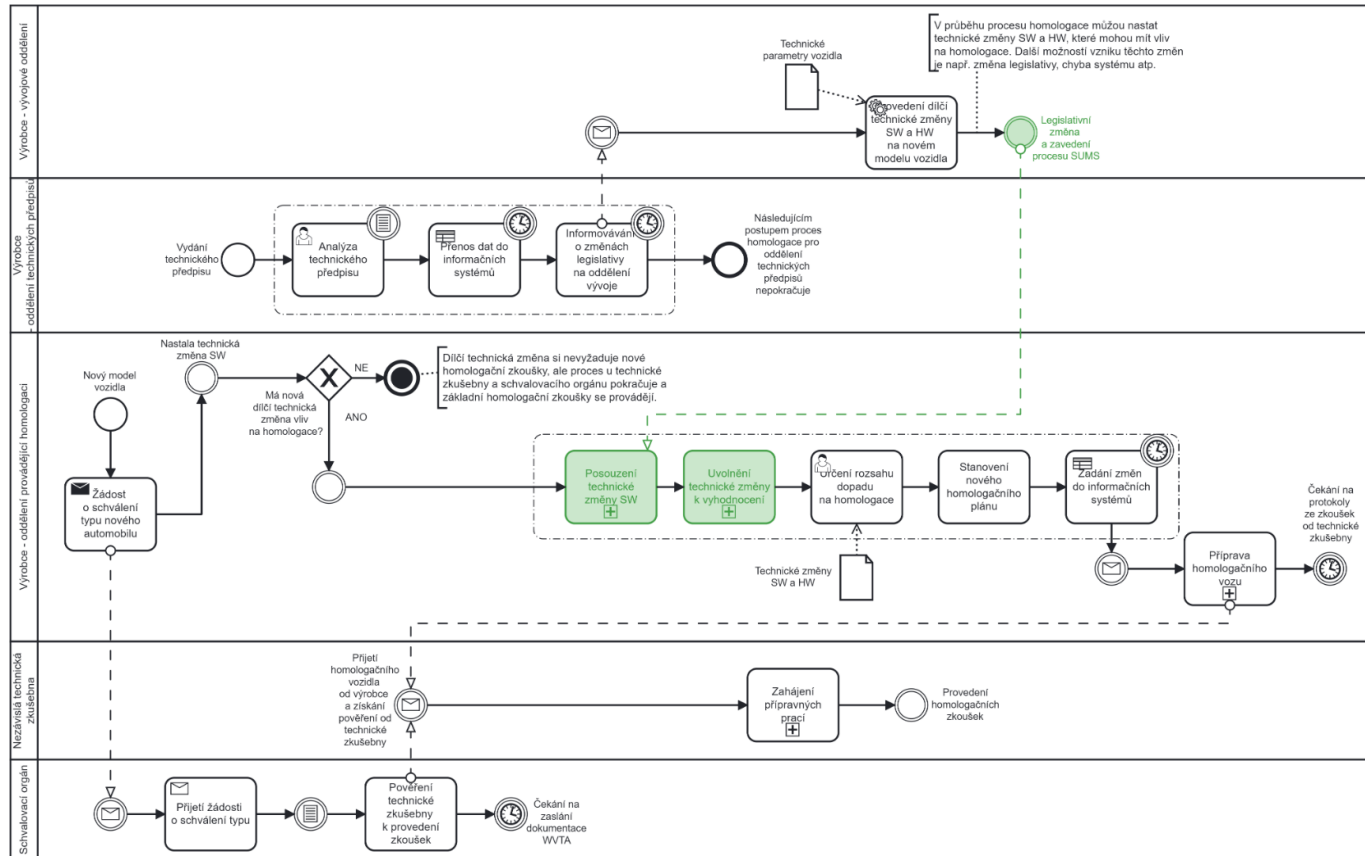 Výrobce - vývojové oddělení
Technické
parametry vozidla
V průběhu procesu homologace můžou nastat
technické změny SW a HW, které mohou mít vliv
na homologace. Další možností vzniku těchto změn
je např. změna legislativy, chyba systému atp.
Provedení dílčí
technické změny
SW a HW
na novém
modelu vozidla
Legislativní
změna
a zavedení
procesu SUMS
Výrobce
- oddělení technických předpisů
Vydání
technického
předpisu
Analýza
technického
předpisu
Přenos dat do
informačních
systémů
Informovávání
o změnách
legislativy
na oddělení
vývoje
Následujícím
postupem proces
homologace pro
oddělení
technických
předpisů
nepokračuje
Výrobce - oddělení provádějící homologaci
Nový model
vozidla
Žádost
o schválení
typu nového
automobilu
Nastala technická
změna SW
Má nová
dílčí technická
změna vliv
na homologace?
NE
ANO
Dílčí technická změna si nevyžaduje nové
homologační zkoušky, ale proces u technické
zkušebny a schvalovacího orgánu pokračuje a
základní homologační zkoušky se provádějí.
Posouzení
technické
změny SW
Uvolnění
technické změny
k vyhodnocení
Určení rozsahu
dopadu
na homologace
Stanovení
nového
homologačního
plánu
Zadání změn
do informačních
systémů
Technické změny
SW a HW
Příprava
homologačního
vozu
Čekání na
protokoly
ze zkoušek
od technické
zkušebny
Nezávislá technická
zkušebna
Přijetí
homologačního
vozidla
od výrobce
a získání
pověření od
technické
zkušebny
Zahájení
přípravných
prací
Provedení
homologačních
zkoušek
Schvalovací orgán
Přijetí žádosti
o schválení typu
Pověření
technické
zkušebny
k provedení
zkoušek
Čekání na
zaslání
dokumentace
WVTA